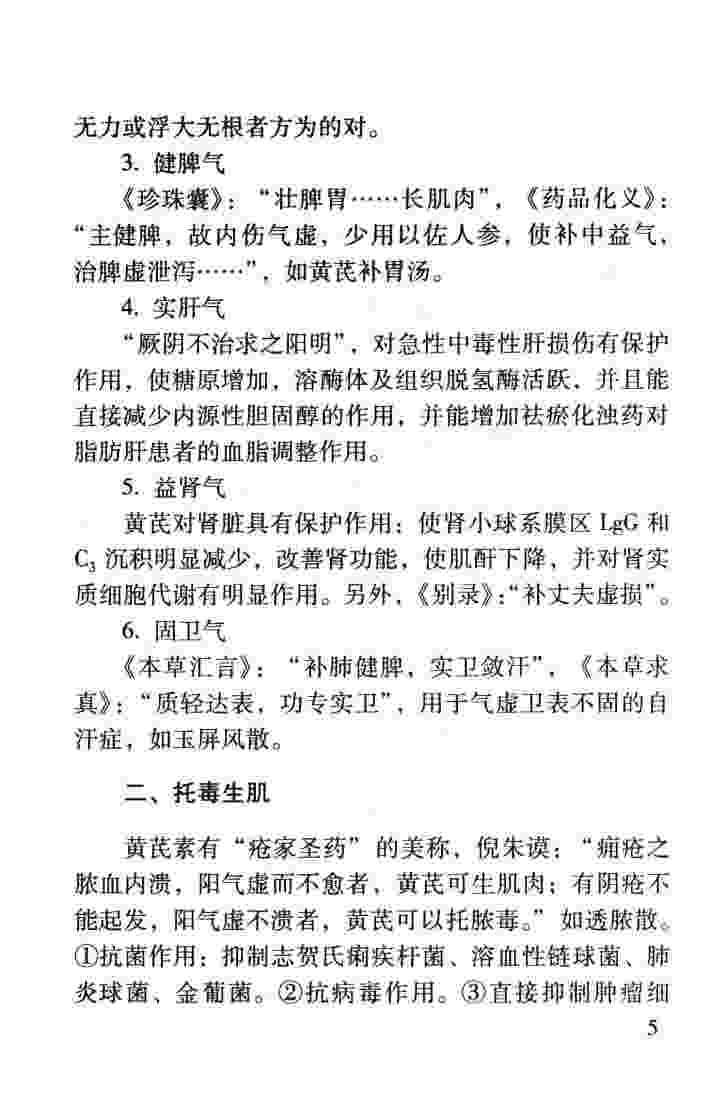 无力或浮大无根者方为的对。
3. 健脾气
《珍珠囊》：“壮脾胃……长肌肉”，《药品化义》：
“主健脾，故内伤气虚，少用以佐人参，使补中益气，
治脾虚泄泻……”，如黄芪补胃汤。
4. 实肝气
“厥阴不治求之阳明”，对急性中毒性肝损伤有保护
作用，使糖原增加，溶酶体及组织脱氢酶活跃，并且能
直接减少内源性胆固醇的作用，并能增加祛瘀化浊药对
脂肪肝患者的血脂调整作用。
5. 益肾气
黄芪对肾脏具有保护作用：使肾小球系膜区 LgG 和
C₃ 沉积明显减少，改善肾功能，使肌酐下降，并对肾实
质细胞代谢有明显作用。另外，《别录》：“补丈夫虚损”。
6. 固卫气
《本草汇言》：“补肺健脾，实卫敛汗”，《本草求
真》：“质轻达表，功专实卫”，用于气虚卫表不固的自
汗症，如玉屏风散。
二、托毒生肌
黄芪素有“疮家圣药”的美称，倪朱谟：“痈疮之
脓血内溃，阳气虚而不愈者，黄芪可生肌肉；有阴疮不
能起发，阳气虚不溃者，黄芪可以托脓毒。”如透脓散。
①抗菌作用：抑制志贺氏痢疾杆菌、溶血性链球菌、肺
炎球菌、金葡菌。②抗病毒作用。③直接抑制肿瘤细
5